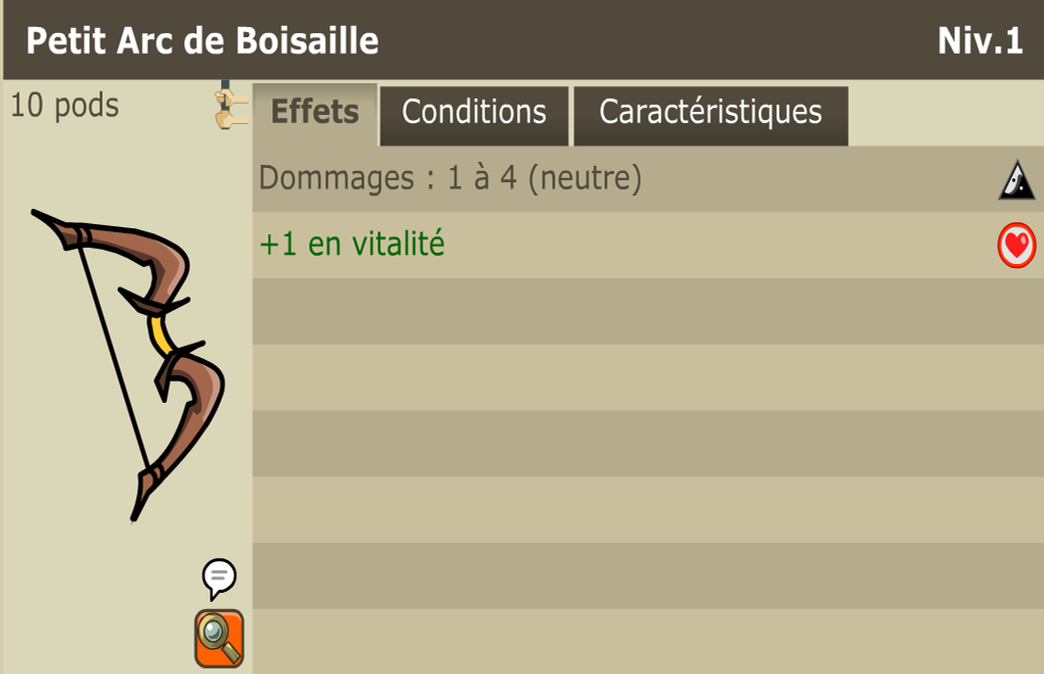 Petit Arc de Boisaille
Niv.1
10 pods
Effets
Conditions
Caractéristiques
Dommages : 1 à 4 (neutre)
+1 en vitalité